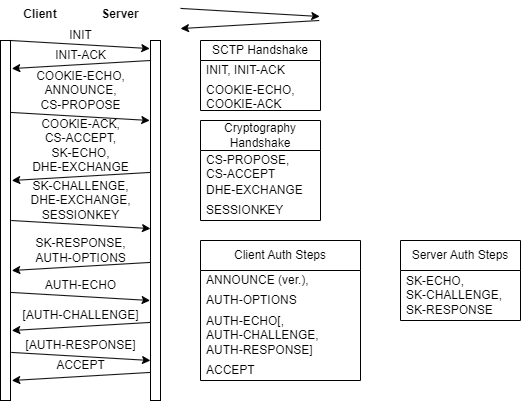 Client Server
INIT
INIT-ACK
COOKIE-ECHO,
ANNOUNCE,
CS-PROPOSE
COOKIE-ACK,
CS-ACCEPT,
SK-ECHO,
DHE-EXCHANGE
SK-CHALLENGE,
DHE-EXCHANGE,
SESSIONKEY
SK-RESPONSE,
AUTH-OPTIONS
AUTH-ECHO
[AUTH-CHALLENGE]
[AUTH-RESPONSE]
ACCEPT
SCTP Handshake
INIT, INIT-ACK
COOKIE-ECHO,
COOKIE-ACK
Cryptography
Handshake
CS-PROPOSE,
CS-ACCEPT
DHE-EXCHANGE
SESSIONKEY
Client Auth Steps
ANNOUNCE (ver.),
AUTH-OPTIONS
AUTH-ECHO[,
AUTH-CHALLENGE,
AUTH-RESPONSE]
ACCEPT
Server Auth Steps
SK-ECHO,
SK-CHALLENGE,
SK-RESPONSE